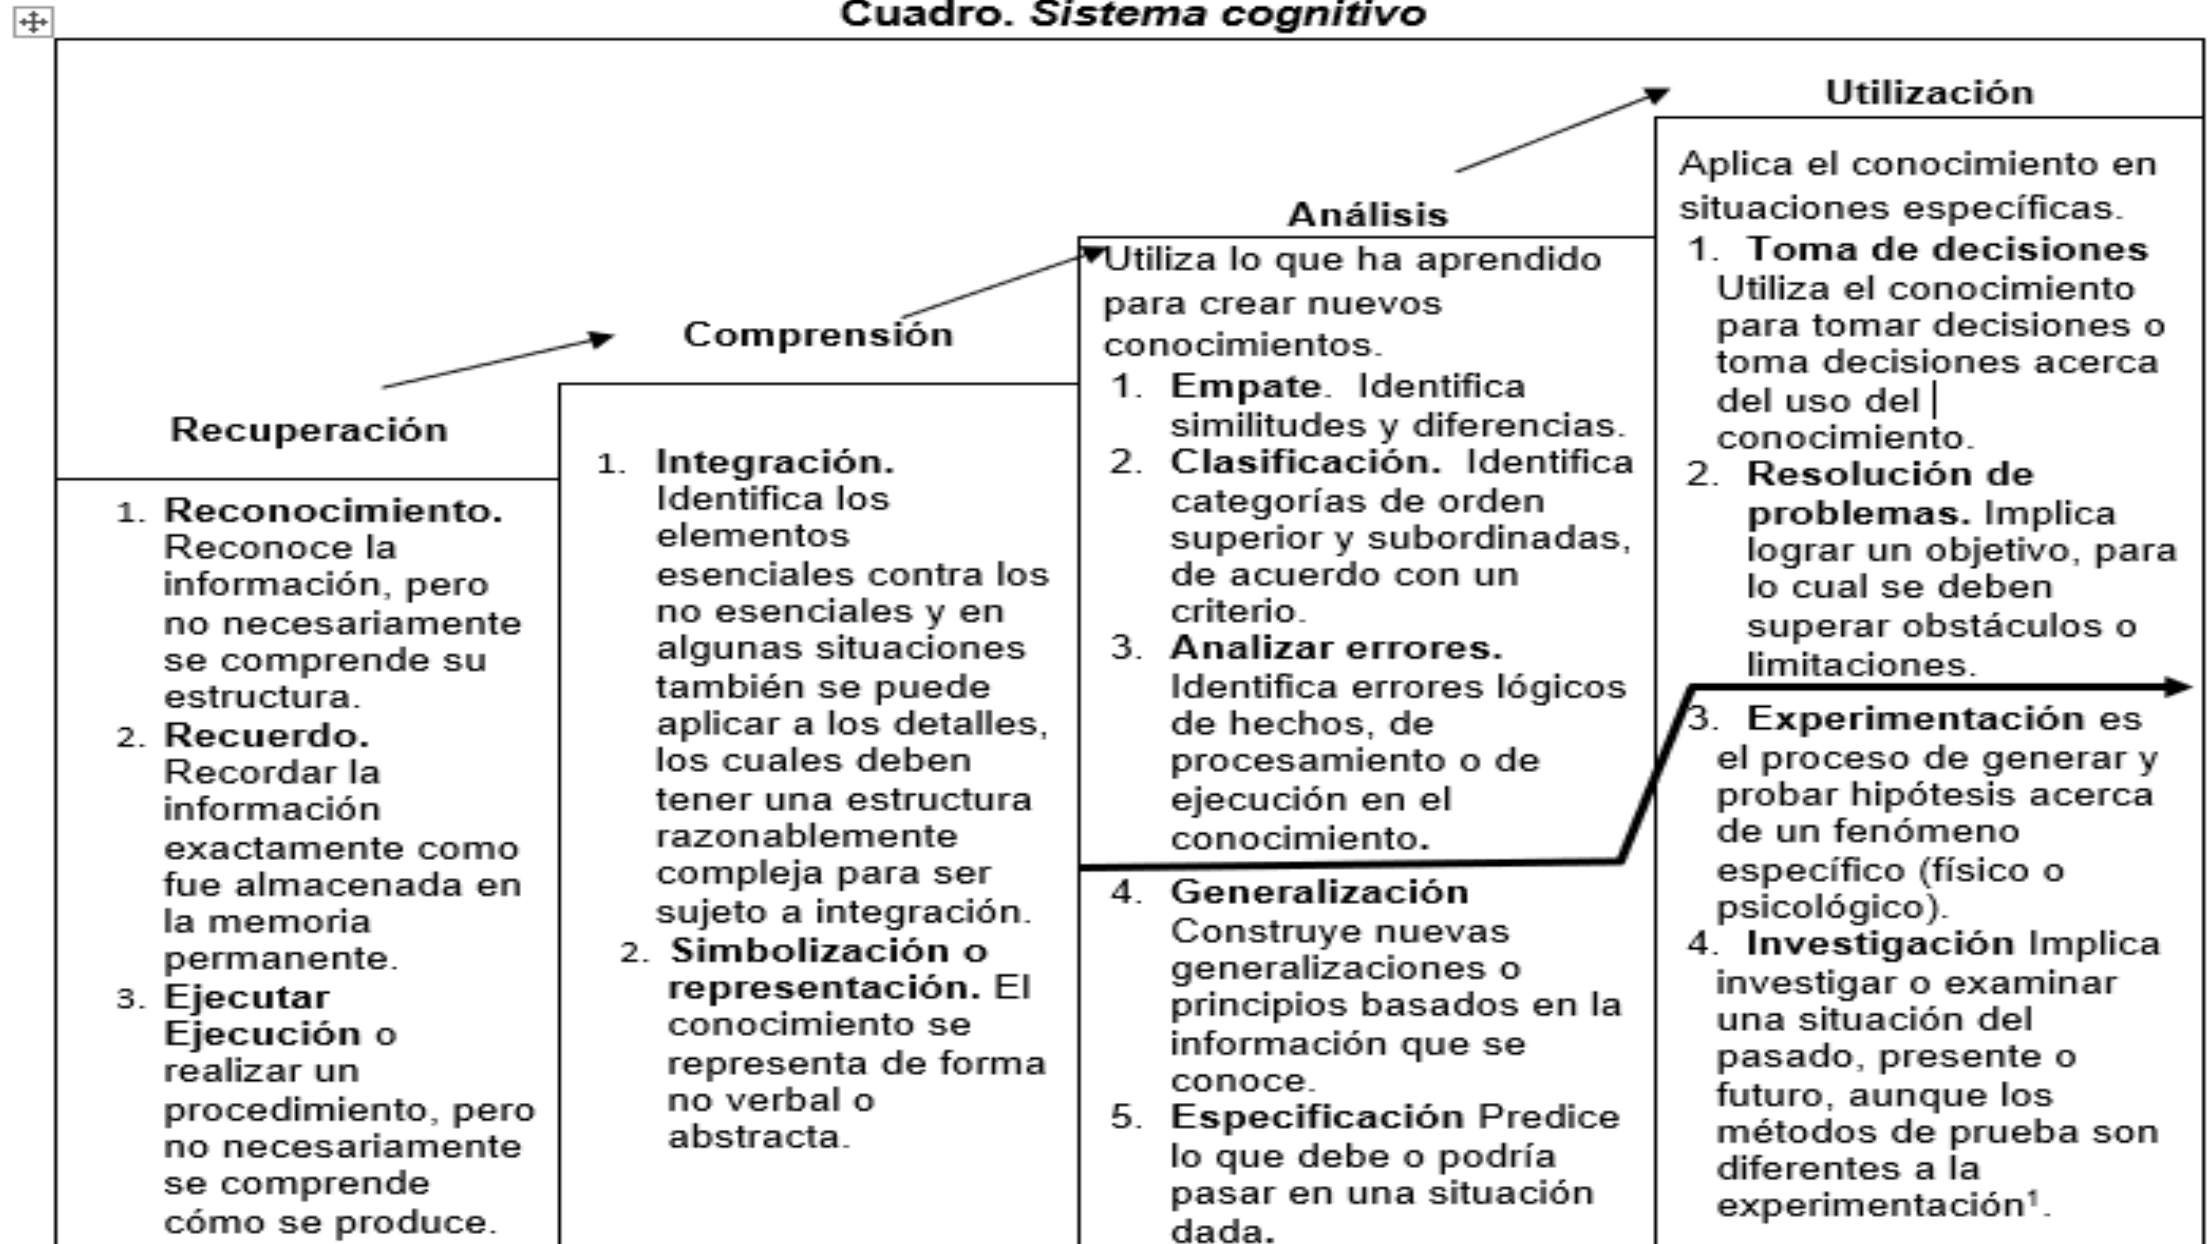 Cuadro. Sistema cognitivo
Recuperación
1. Reconocimiento.
Reconoce la
información, pero
no necesariamente
se comprende su
estructura.
2. Recuerdo.
Recordar la
información
exactamente como
fue almacenada en
la memoria
permanente.
3. Ejecutar
Ejecución o
realizar un
procedimiento, pero
no necesariamente
se comprende
cómo se produce.
Comprensión
1. Integración.
Identifica los
elementos
esenciales contra los
no esenciales y en
algunas situaciones
también se puede
aplicar a los detalles,
los cuales deben
tener una estructura
razonablemente
compleja para ser
sujeto a integración.
2. Simbolización o
representación. El
conocimiento se
representa de forma
no verbal o
abstracta.
Análisis
Utiliza lo que ha aprendido
para crear nuevos
conocimientos.
1. Empate. Identifica
similitudes y diferencias.
2. Clasificación. Identifica
categorías de orden
superior y subordinadas,
de acuerdo con un
criterio.
3. Analizar errores.
Identifica errores lógicos
de hechos, de
procesamiento o de
ejecución en el
conocimiento.
4. Generalización
Construye nuevas
generalizaciones o
principios basados en la
información que se
conoce.
5. Especificación Predice
lo que debe o podría
pasar en una situación
dada.
Utilización
Aplica el conocimiento en
situaciones específicas.
1. Toma de decisiones
Utiliza el conocimiento
para tomar decisiones o
toma decisiones acerca
del uso del
conocimiento.
2. Resolución de
problemas. Implica
lograr un objetivo, para
lo cual se deben
superar obstáculos o
limitaciones.
3. Experimentación es
el proceso de generar y
probar hipótesis acerca
de un fenómeno
específico (físico o
psicológico).
4. Investigación Implica
investigar o examinar
una situación del
pasado, presente o
futuro, aunque los
métodos de prueba son
diferentes a la
experimentación¹.